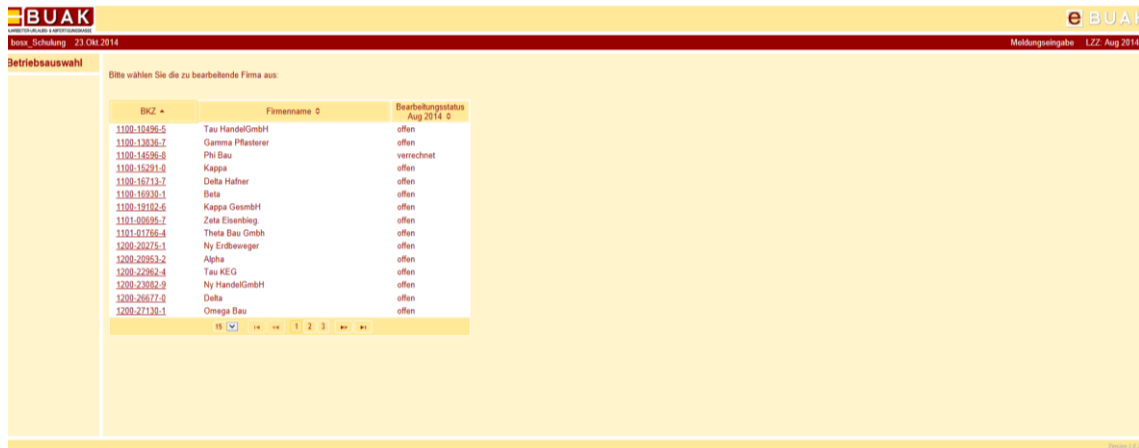 BUAK
BAUARBEITER-URLAUBS- & ABFERTIGUNGSKASSE
e BUAK
bosx_Schulung 23.Okt.2014
Meldungseingabe LZZ: Aug 2014
Betriebsauswahl
Bitte wählen Sie die zu bearbeitende Firma aus:
BKZ Firmenname Bearbeitungsstatus
Aug 2014
1100-10496-5 Tau HandelGmbH offen
1100-13836-7 Gamma Pflasterer offen
1100-14596-8 Phi Bau verrechnet
1100-15291-0 Kappa offen
1100-16713-7 Delta Hafner offen
1100-16930-1 Beta offen
1100-19102-6 Kappa GesmbH offen
1101-00695-7 Zeta Eisenbieg. offen
1101-01766-4 Theta Bau Gmbh offen
1200-20275-1 Ny Erdbeweger offen
1200-20953-2 Alpha offen
1200-22962-4 Tau KEG offen
1200-23082-9 Ny HandelGmbH offen
1200-26677-0 Delta offen
1200-27130-1 Omega Bau offen
15 1 2 3